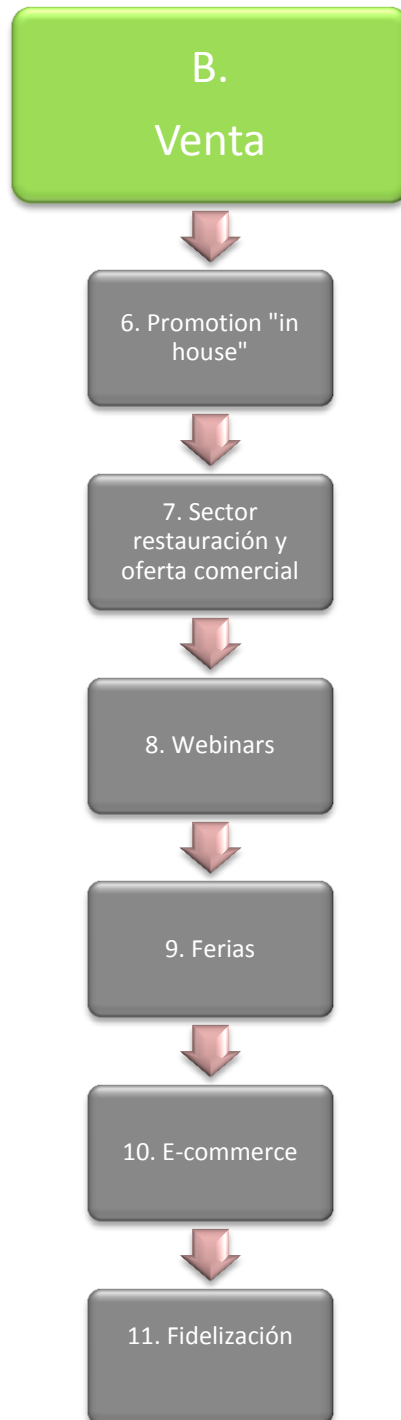 B.
Venta
6. Promotion "in
house"
7. Sector
restauración y
oferta comercial
8. Webinars
9. Ferias
10. E-commerce
11. Fidelización